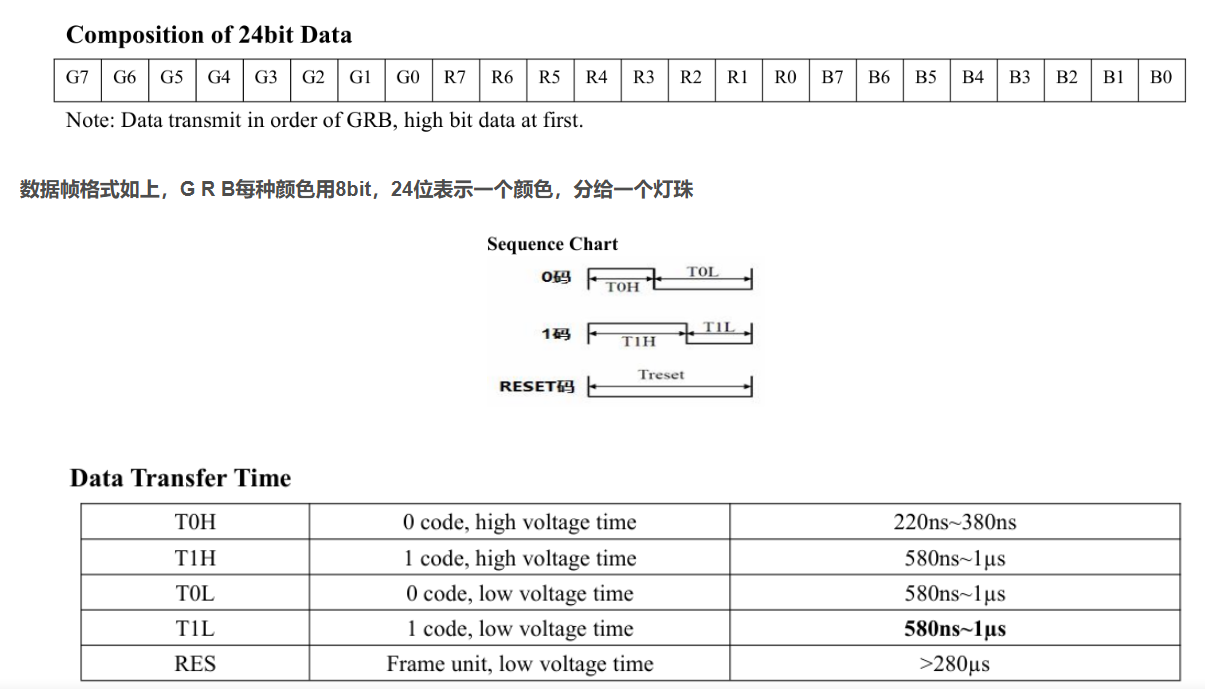 Composition of 24bit Data
G7 G6 G5 G4 G3 G2 G1 G0 R7 R6 R5 R4 R3 R2 R1 R0 B7 B6 B5 B4 B3 B2 B1 B0
Note: Data transmit in order of GRB, high bit data at first.
数据帧格式如上，G R B每种颜色用8bit，24位表示一个颜色，分给一个灯珠
Sequence Chart
0码 T0H T0L
1码 T1H T1L
RESET码 Treset
Data Transfer Time
T0H 0 code, high voltage time 220ns~380ns
T1H 1 code, high voltage time 580ns~1μs
T0L 0 code, low voltage time 580ns~1μs
T1L 1 code, low voltage time 580ns~1μs
RES Frame unit, low voltage time >280μs